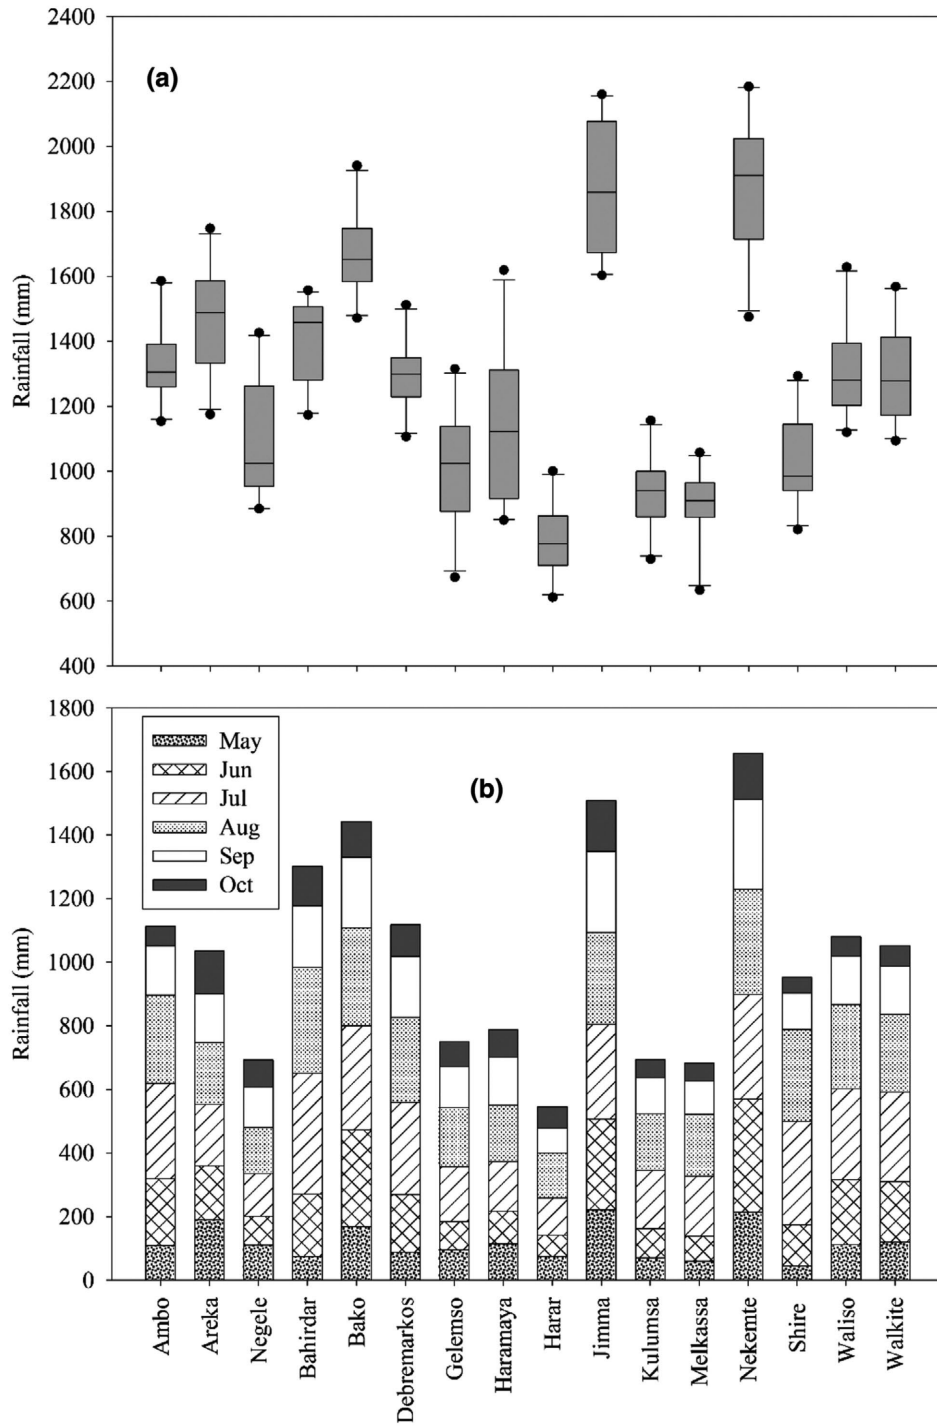 2400
2200
2000
1800
1600
1400
1200
1000
800
600
400
Rainfall (mm)
(a)
1800
1600
1400
1200
1000
800
600
400
200
0
Rainfall (mm)
May
Jun
Jul
Aug
Sep
Oct
(b)
Ambo
Areka
Negele
Bahirdar
Bako
Debremarkos
Gelemso
Haramaya
Harar
Jimma
Kulumsa
Melkassa
Nekemte
Shire
Waliso
Walkite